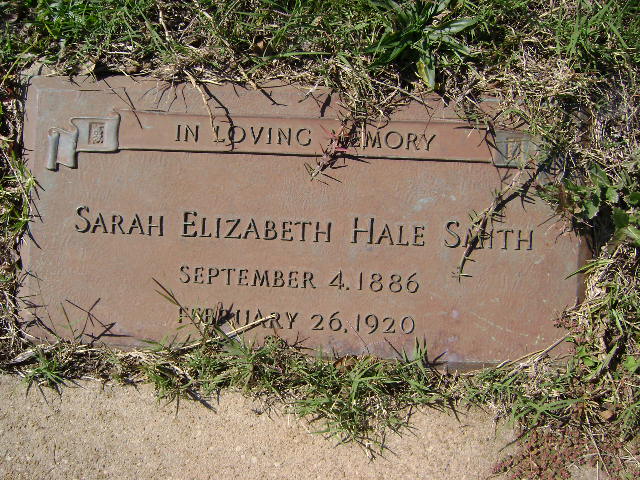 IN LOVING MEMORY
SARAH ELIZABETH HALE SMITH
SEPTEMBER 4, 1886
FEBRUARY 26, 1920